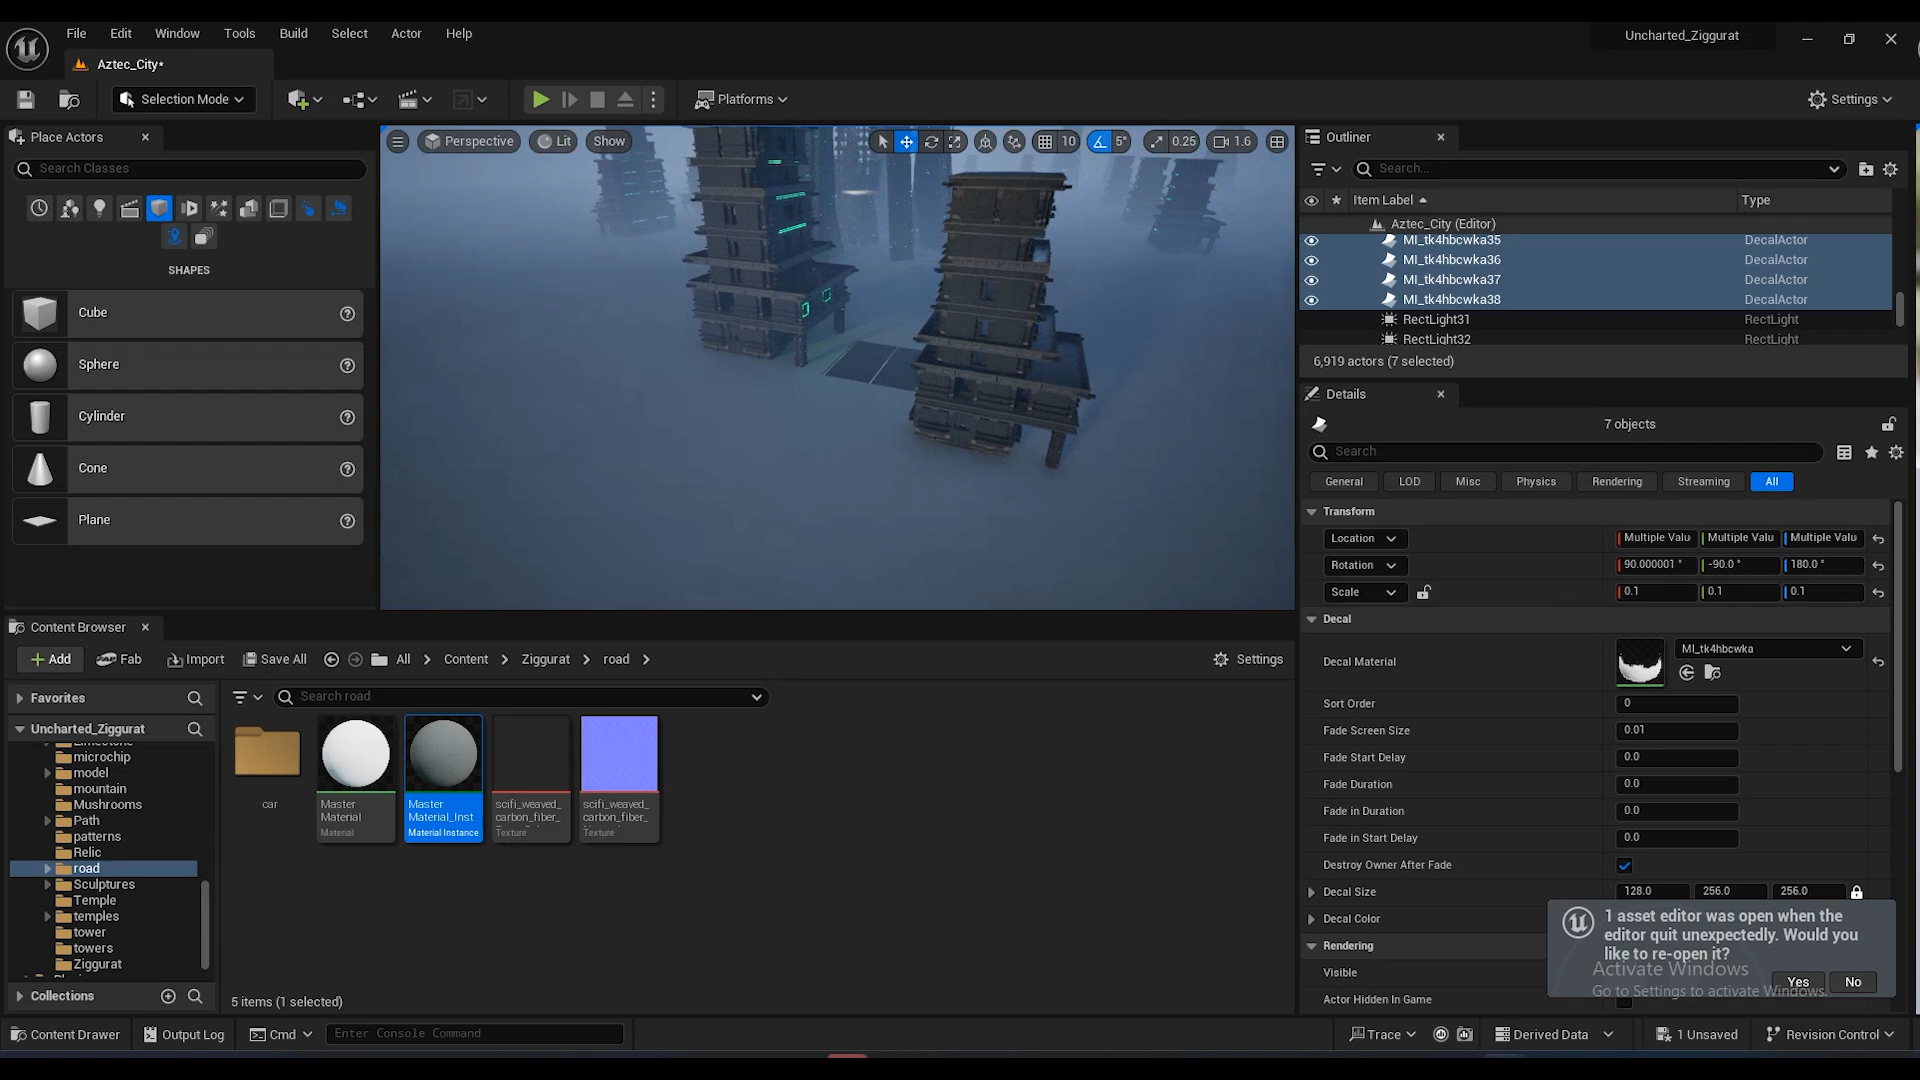 File Edit Window Tools Build Select Actor Help
Uncharted_Ziggurat
Aztec_City*
Selection Mode
Platforms
Settings
Place Actors
Search Classes
SHAPES
Cube
Sphere
Cylinder
Cone
Plane
Perspective Lit Show
10 5° 0.25 1.6
Outliner
Search...
Item Label Type
Aztec_City (Editor)
MI_tk4hbcwka35 DecalActor
MI_tk4hbcwka36 DecalActor
MI_tk4hbcwka37 DecalActor
MI_tk4hbcwka38 DecalActor
RectLight31 RectLight
RectLight32 RectLight
6,919 actors (7 selected)
Details
7 objects
Search
General LOD Misc Physics Rendering Streaming All
Transform
Location Multiple Valu Multiple Valu Multiple Valu
Rotation 90.000001 ° -90.0 ° 180.0 °
Scale 0.1 0.1 0.1
Decal
Decal Material MI_tk4hbcwka
Sort Order 0
Fade Screen Size 0.01
Fade Start Delay 0.0
Fade Duration 0.0
Fade in Duration 0.0
Fade in Start Delay 0.0
Destroy Owner After Fade
Decal Size 128.0 256.0 256.0
Decal Color
Rendering
Visible
Actor Hidden In Game
1 asset editor was open when the
editor quit unexpectedly. Would you
like to re-open it?
Yes No
Activate Windows
Go to Settings to activate Windows.
Content Browser
Add Fab Import Save All All Content Ziggurat road
Settings
Favorites
Search road
Uncharted_Ziggurat
Limestone
microchip
model
mountain
Mushrooms
Path
patterns
Relic
road
Sculptures
Temple
temples
tower
towers
Ziggurat
Collections
car
Master
Material
Material
Master
Material_Inst
Material Instance
scifi_weaved_
carbon_fiber_
Texture
scifi_weaved_
carbon_fiber_
Texture
5 items (1 selected)
Content Drawer Output Log Cmd Enter Console Command
Trace Derived Data 1 Unsaved Revision Control